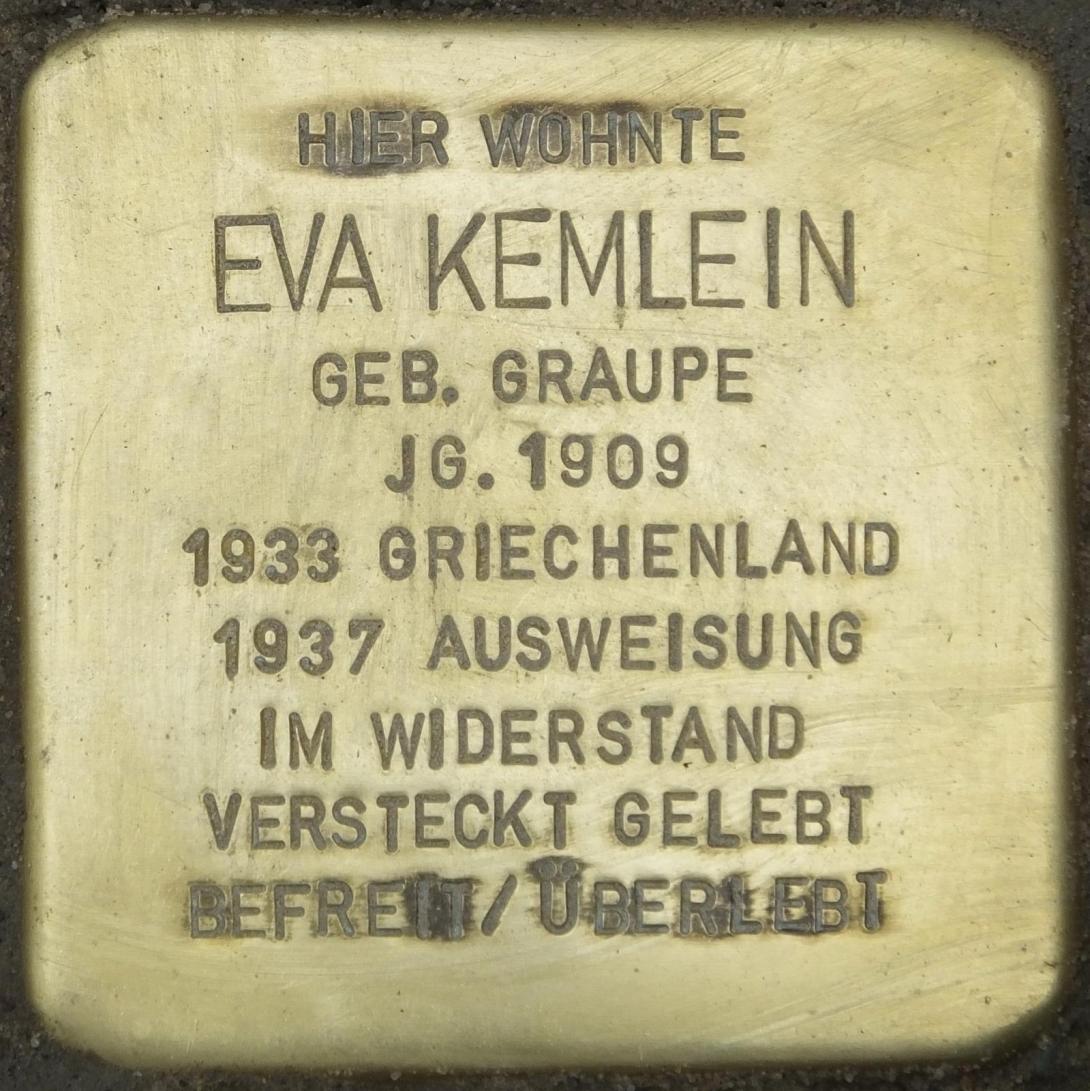 HIER WOHNTE
EVA KEMLEIN
GEB. GRAUPE
JG. 1909
1933 GRIECHENLAND
1937 AUSWEISUNG
IM WIDERSTAND
VERSTECKT GELEBT
BEFREIT/ÜBERLEBT